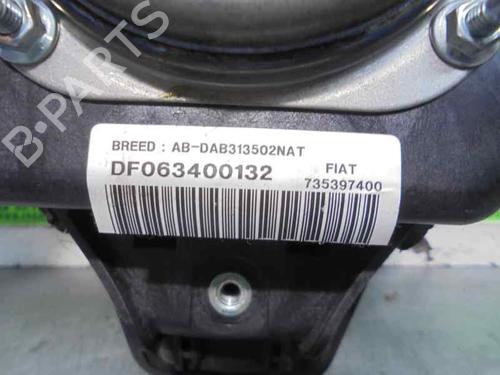 B-PARTS
BREED : AB-DAB313502NAT
DF063400132
FIAT
735397400